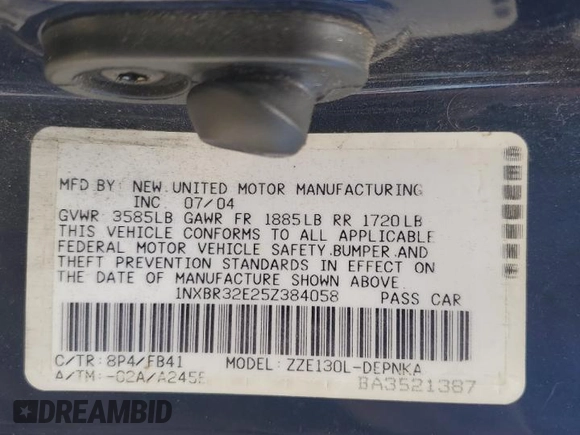 MFD BY: NEW UNITED MOTOR MANUFACTURING
INC. 07/04
GVWR 3585LB GAWR FR 1885LB RR 1720LB
THIS VEHICLE CONFORMS TO ALL APPLICABLE
FEDERAL MOTOR VEHICLE SAFETY,BUMPER,AND
THEFT PREVENTION STANDARDS IN EFFECT ON
THE DATE OF MANUFACTURE SHOWN ABOVE.
1NXBR32E25Z384058 PASS CAR
C/TR: 8P4/FB41 MODEL: ZZE130L-DEPNKA
A/TM:-02A/A245E BA3521387
DREAMBID